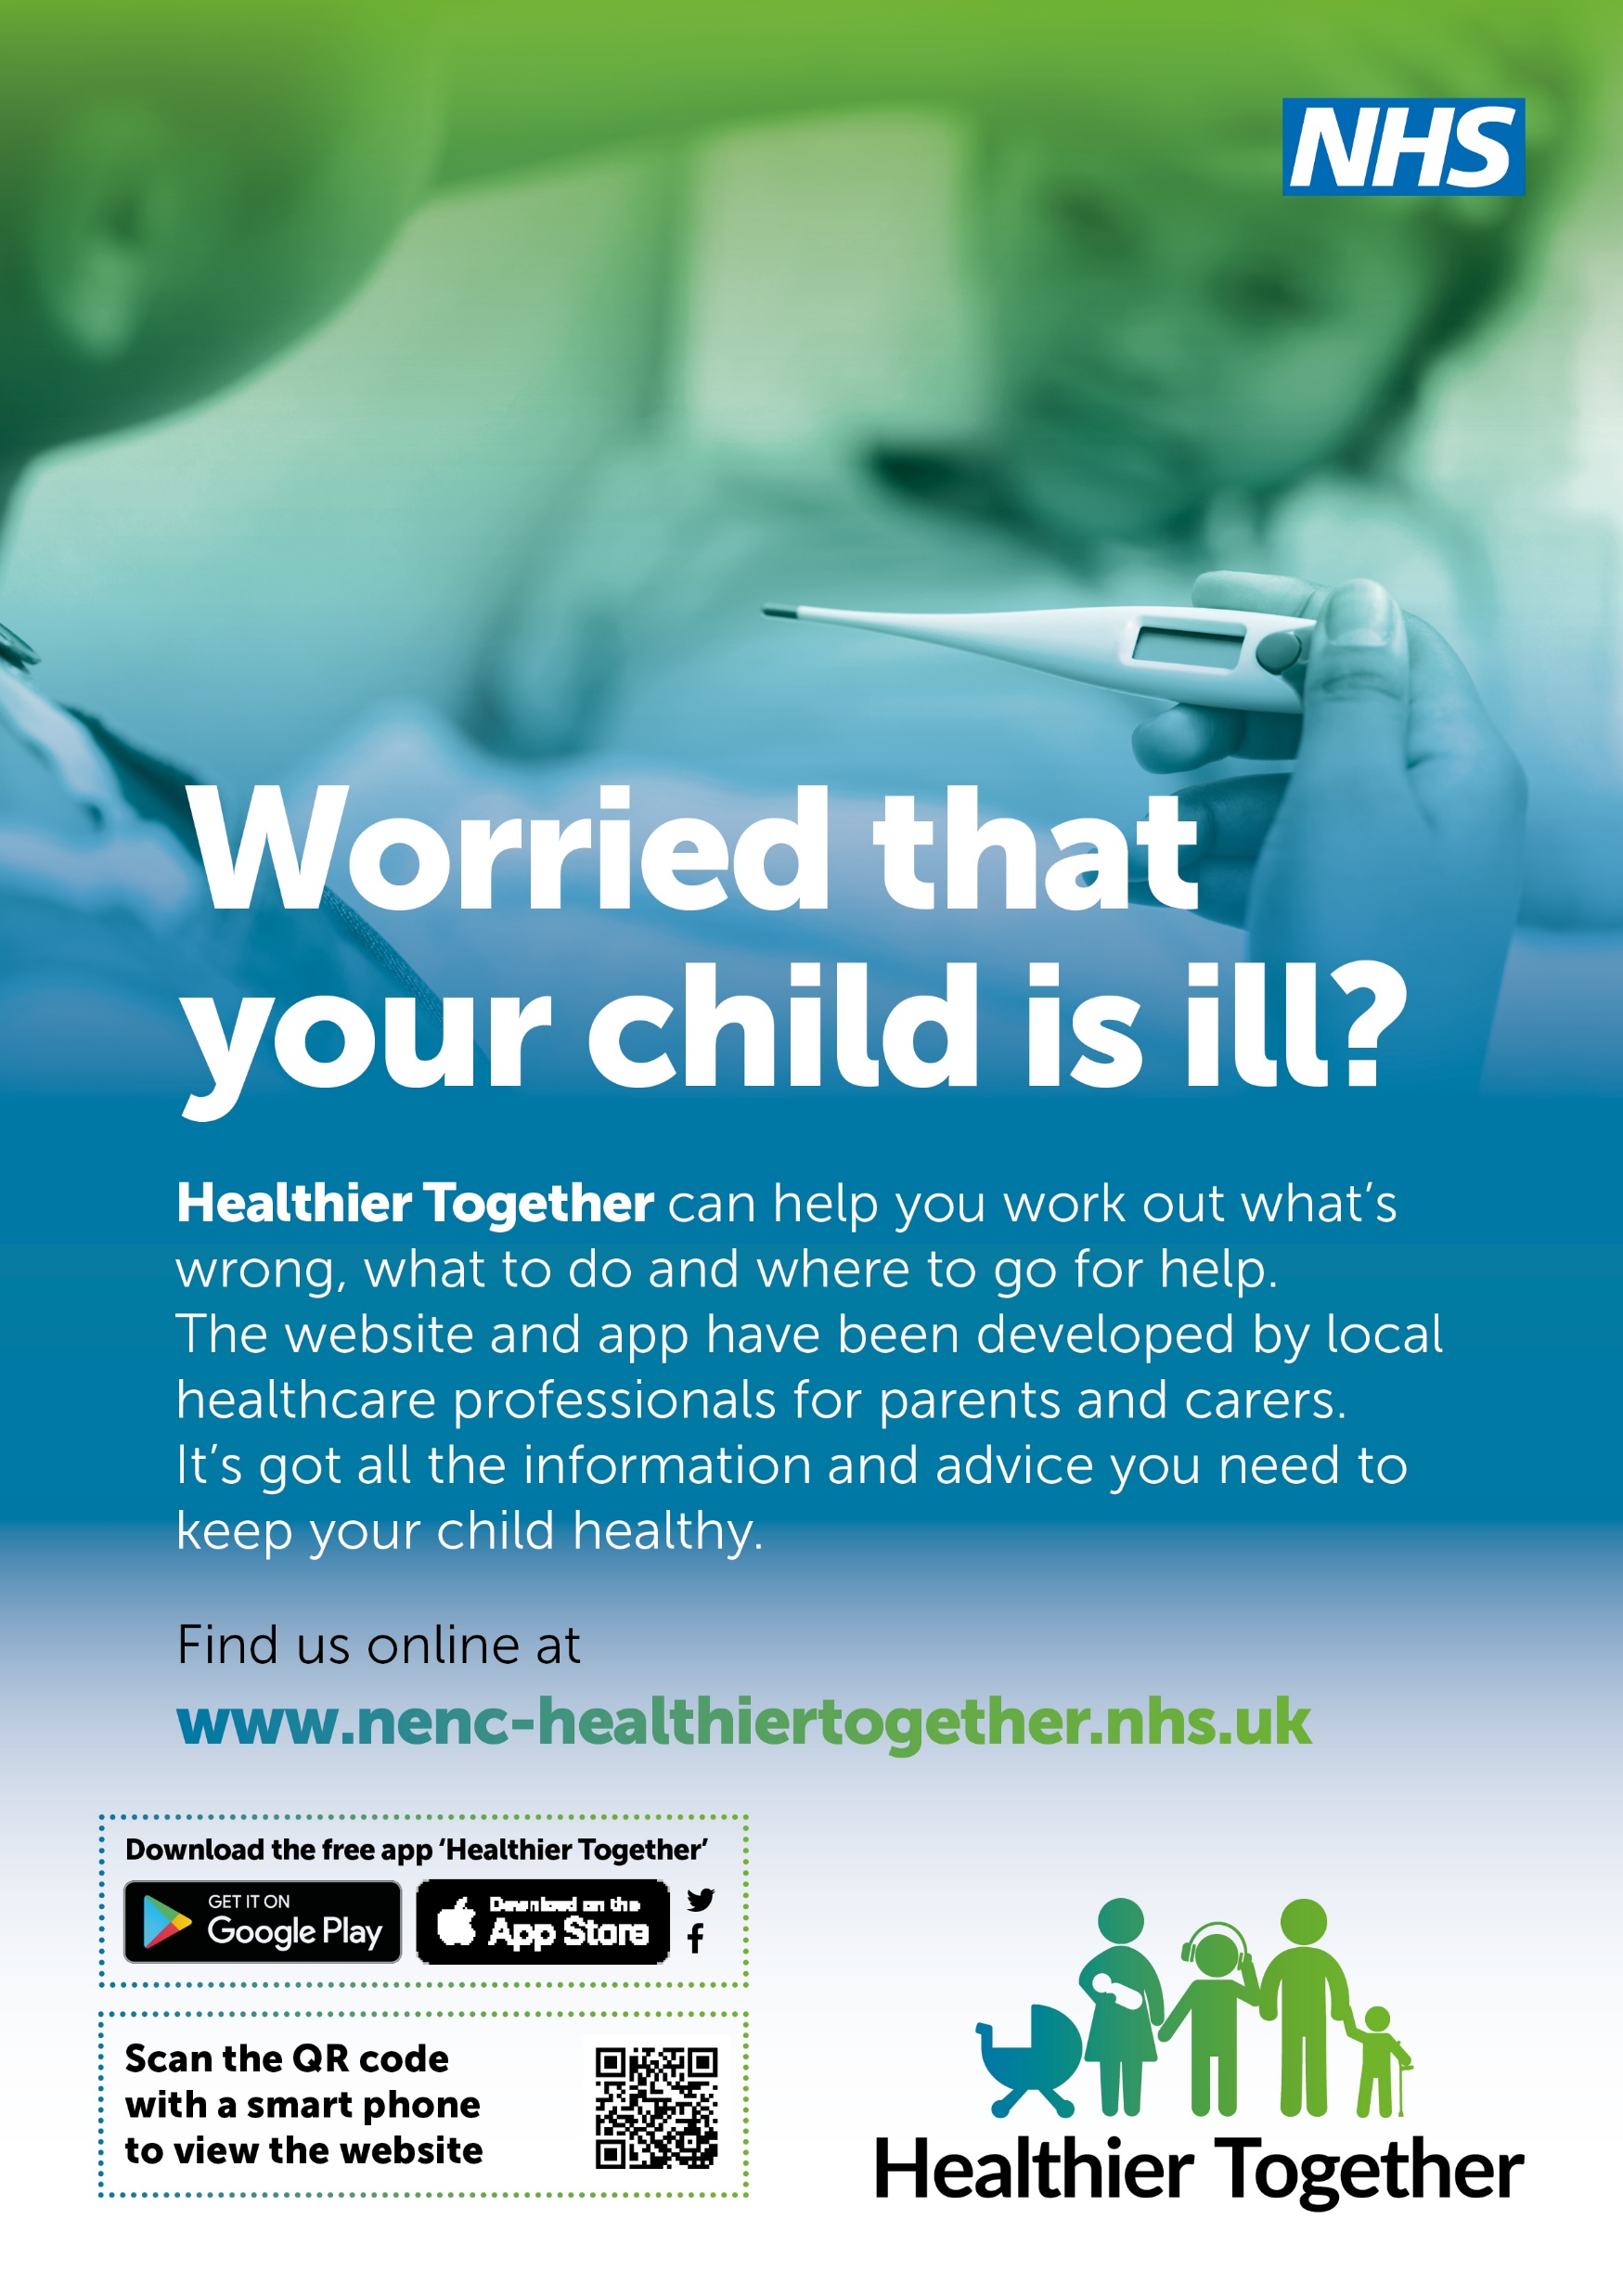 NHS
Worried that
your child is ill?
Healthier Together can help you work out what’s
wrong, what to do and where to go for help.
The website and app have been developed by local
healthcare professionals for parents and carers.
It’s got all the information and advice you need to
keep your child healthy.
Find us online at
www.nenc-healthiertogether.nhs.uk
Download the free app ‘Healthier Together’
GET IT ON
Google Play
Download on the
App Store
Scan the QR code
with a smart phone
to view the website
Healthier Together